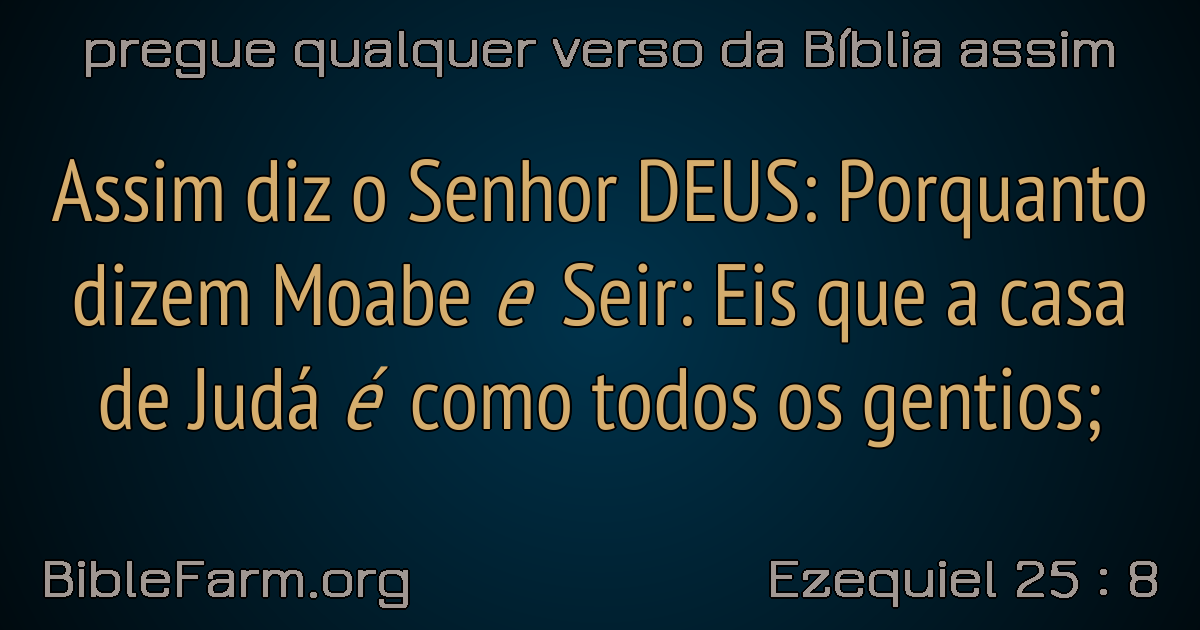 pregue qualquer verso da Bíblia assim
Assim diz o Senhor DEUS: Porquanto
dizem Moabe e Seir: Eis que a casa
de Judá é como todos os gentios;
BibleFarm.org
Ezequiel 25 : 8